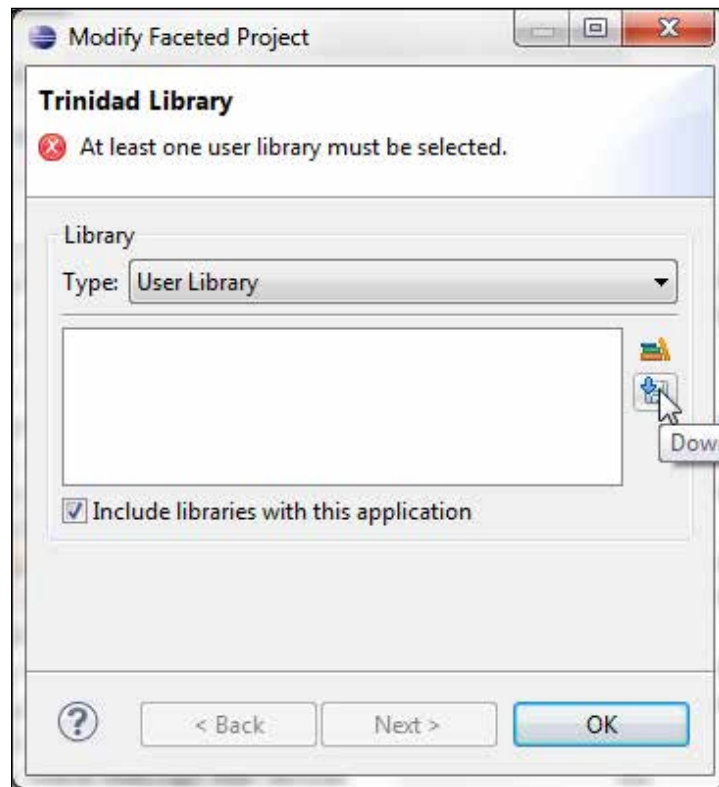 Modify Faceted Project
Trinidad Library
At least one user library must be selected.
Library
Type: User Library
Dow
Include libraries with this application
? < Back Next > OK